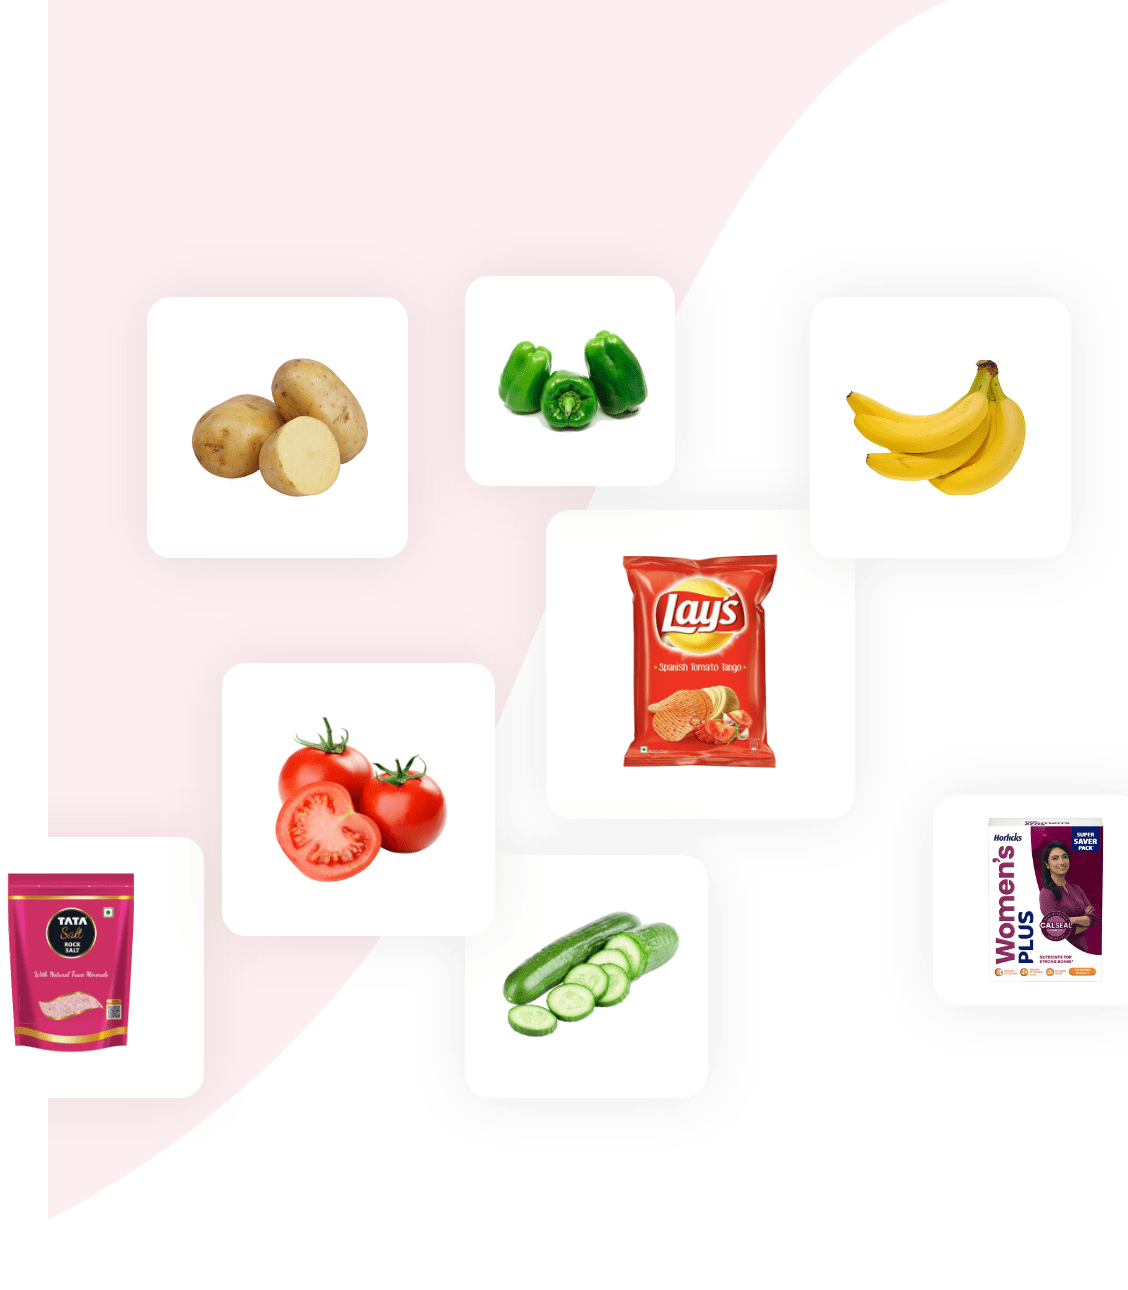 Lay's
Spanish Tomato Tango
TATA
Salt
ROCK
SALT
With Natural Trace Minerals
Horlicks
Women's
PLUS
SUPER
SAVER
PACK*
CALSEAL
NUTRIENTS FOR
STRONG BONES*